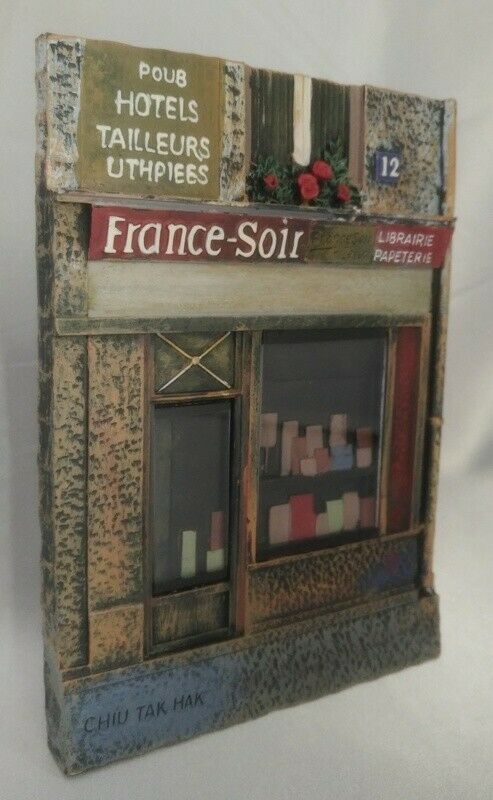 POUB
HOTELS
TAILLEURS
UTHPIEES
12
France-Soir
LIBRAIRIE
PAPETERIE
CHIU TAK HAK